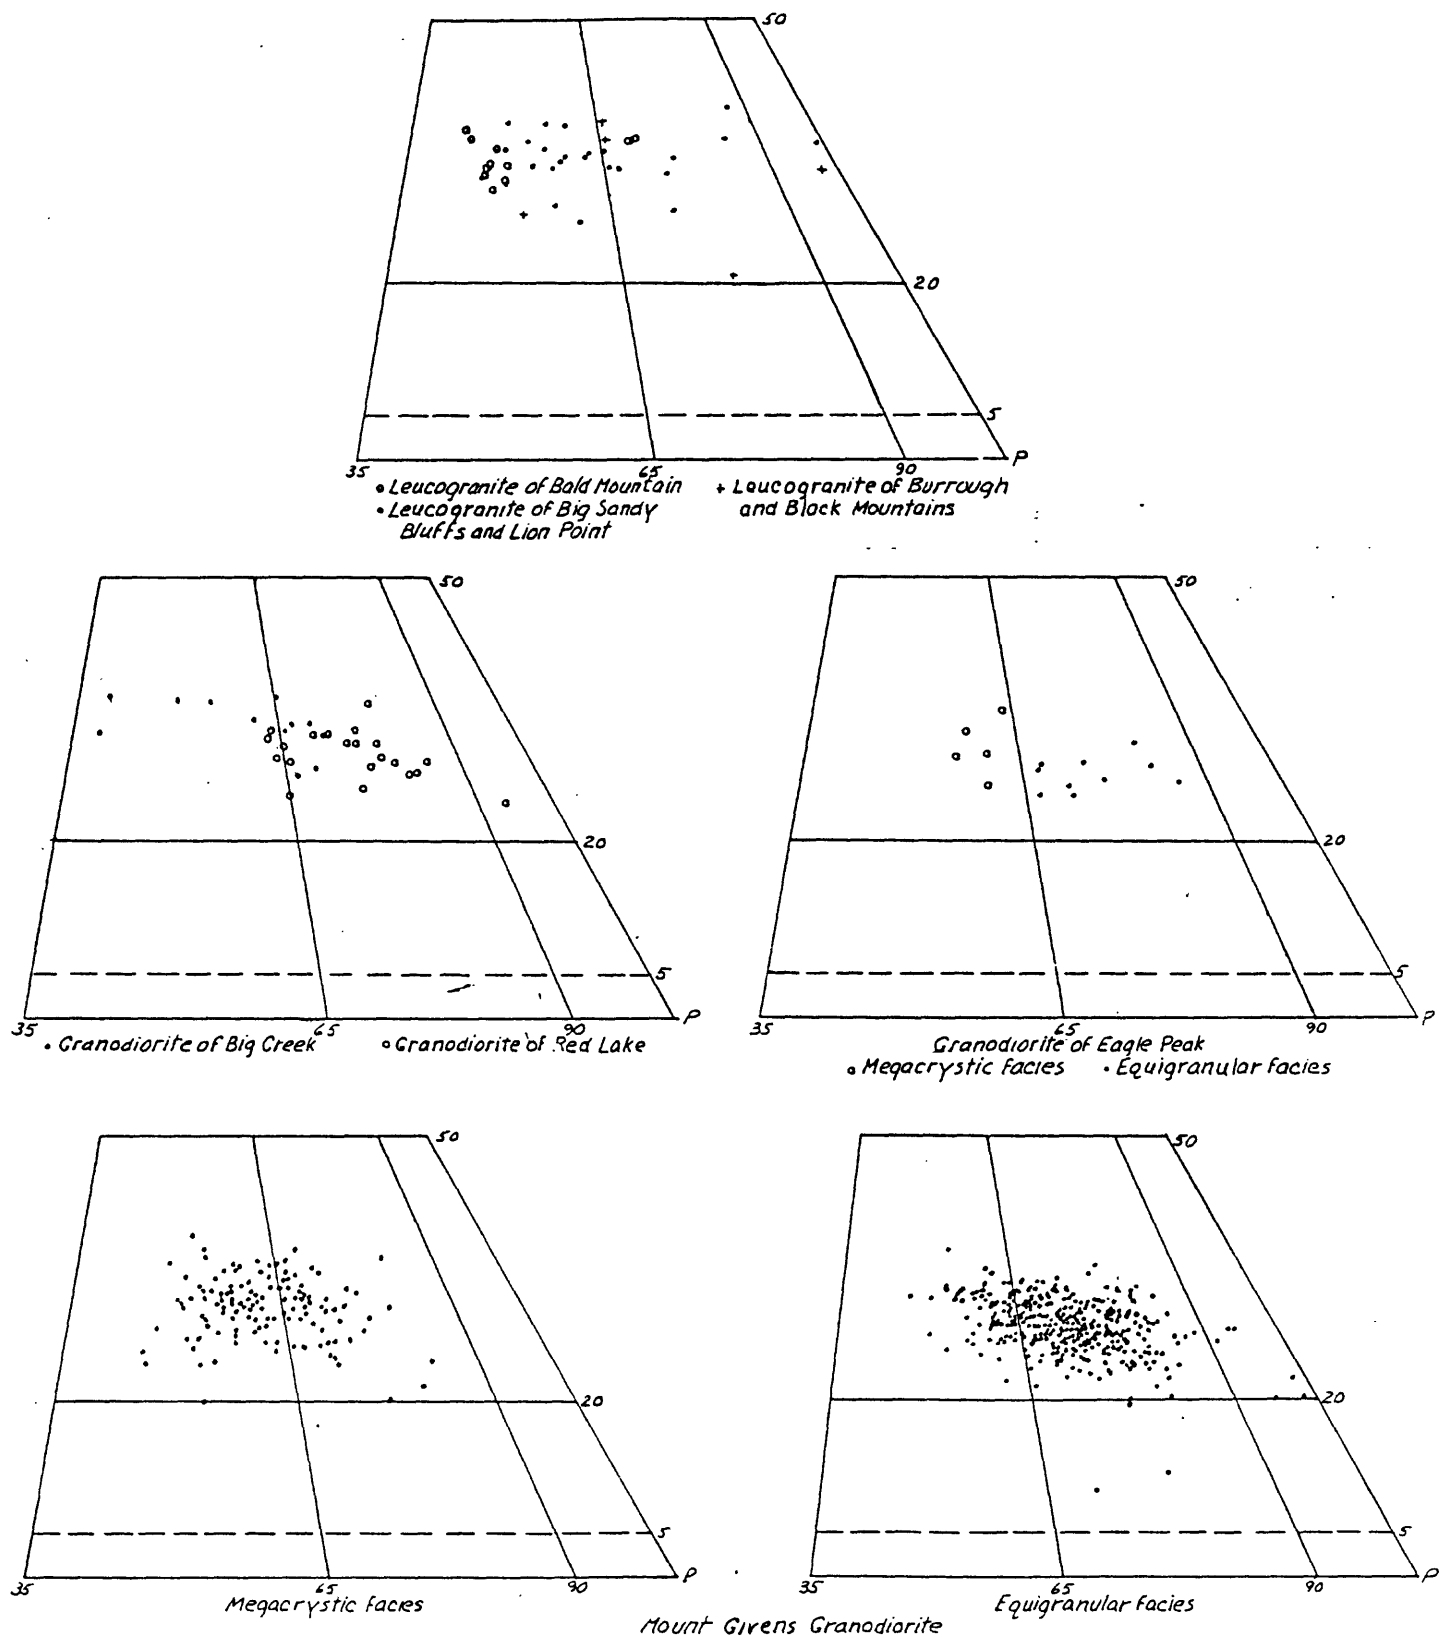 50
20
5
P
35 65 90
Leucogranite of Bald Mountain
Leucogranite of Big Sandy
Bluffs and Lion Point
+ Leucogranite of Burrough
and Black Mountains
50
20
5
P
35 65 90
Granodiorite of Big Creek
Granodiorite of Red Lake
50
20
5
P
35 65 90
Granodiorite of Eagle Peak
Megacrystic Facies
Equigranular Facies
50
20
5
P
35 65 90
Megacrystic Facies
50
20
5
P
35 65 90
Equigranular Facies
Mount Givens Granodiorite